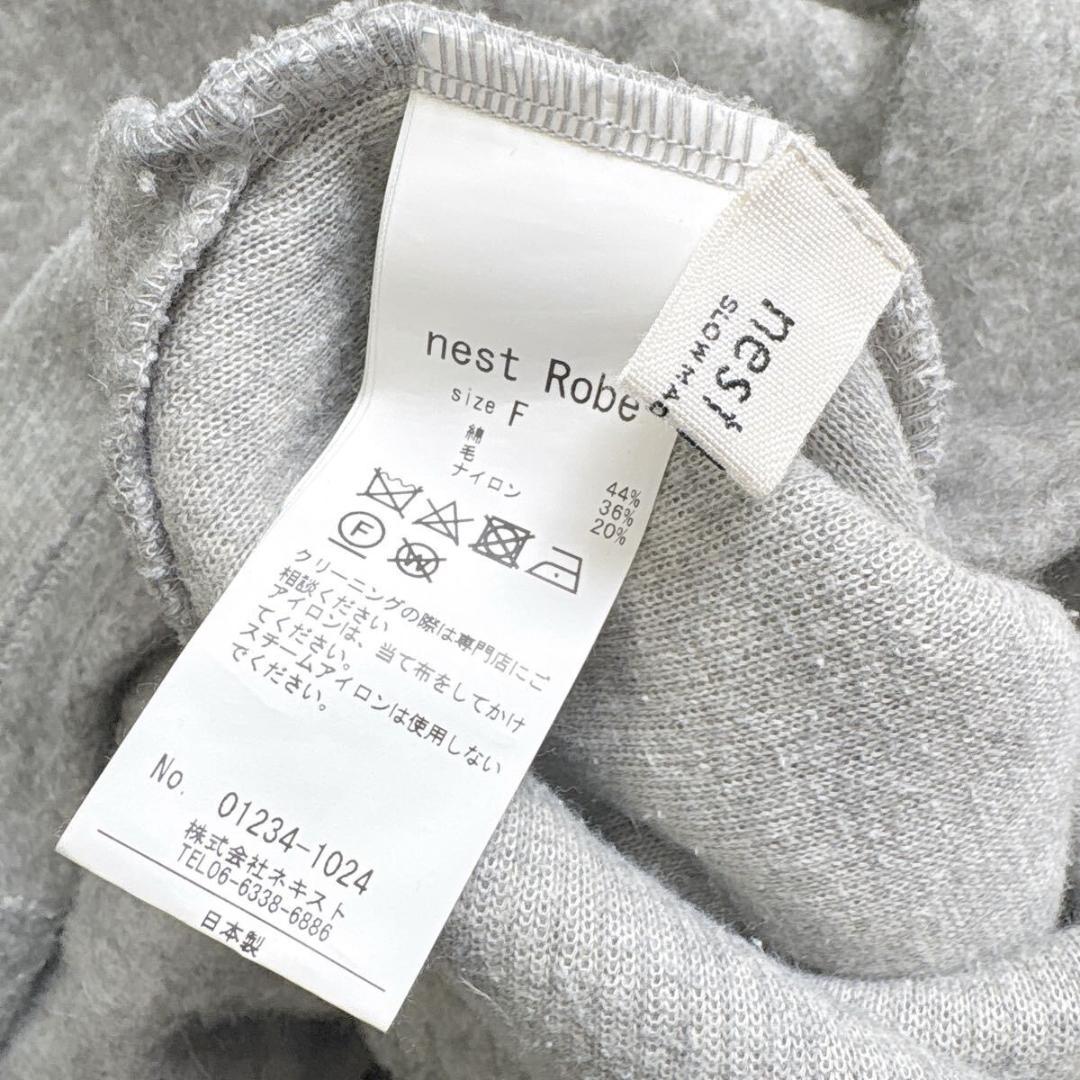 nest Robe
size F
綿 44%
毛 36%
ナイロン 20%
F
W
クリーニングの際は専門店にご
相談ください
アイロンは、当て布をしてかけ
てください。
スチームアイロンは使用しない
でください。
No. 01234-1024
株式会社ネキスト
TEL06-6338-6886
日本製
nest
SLOWMAD